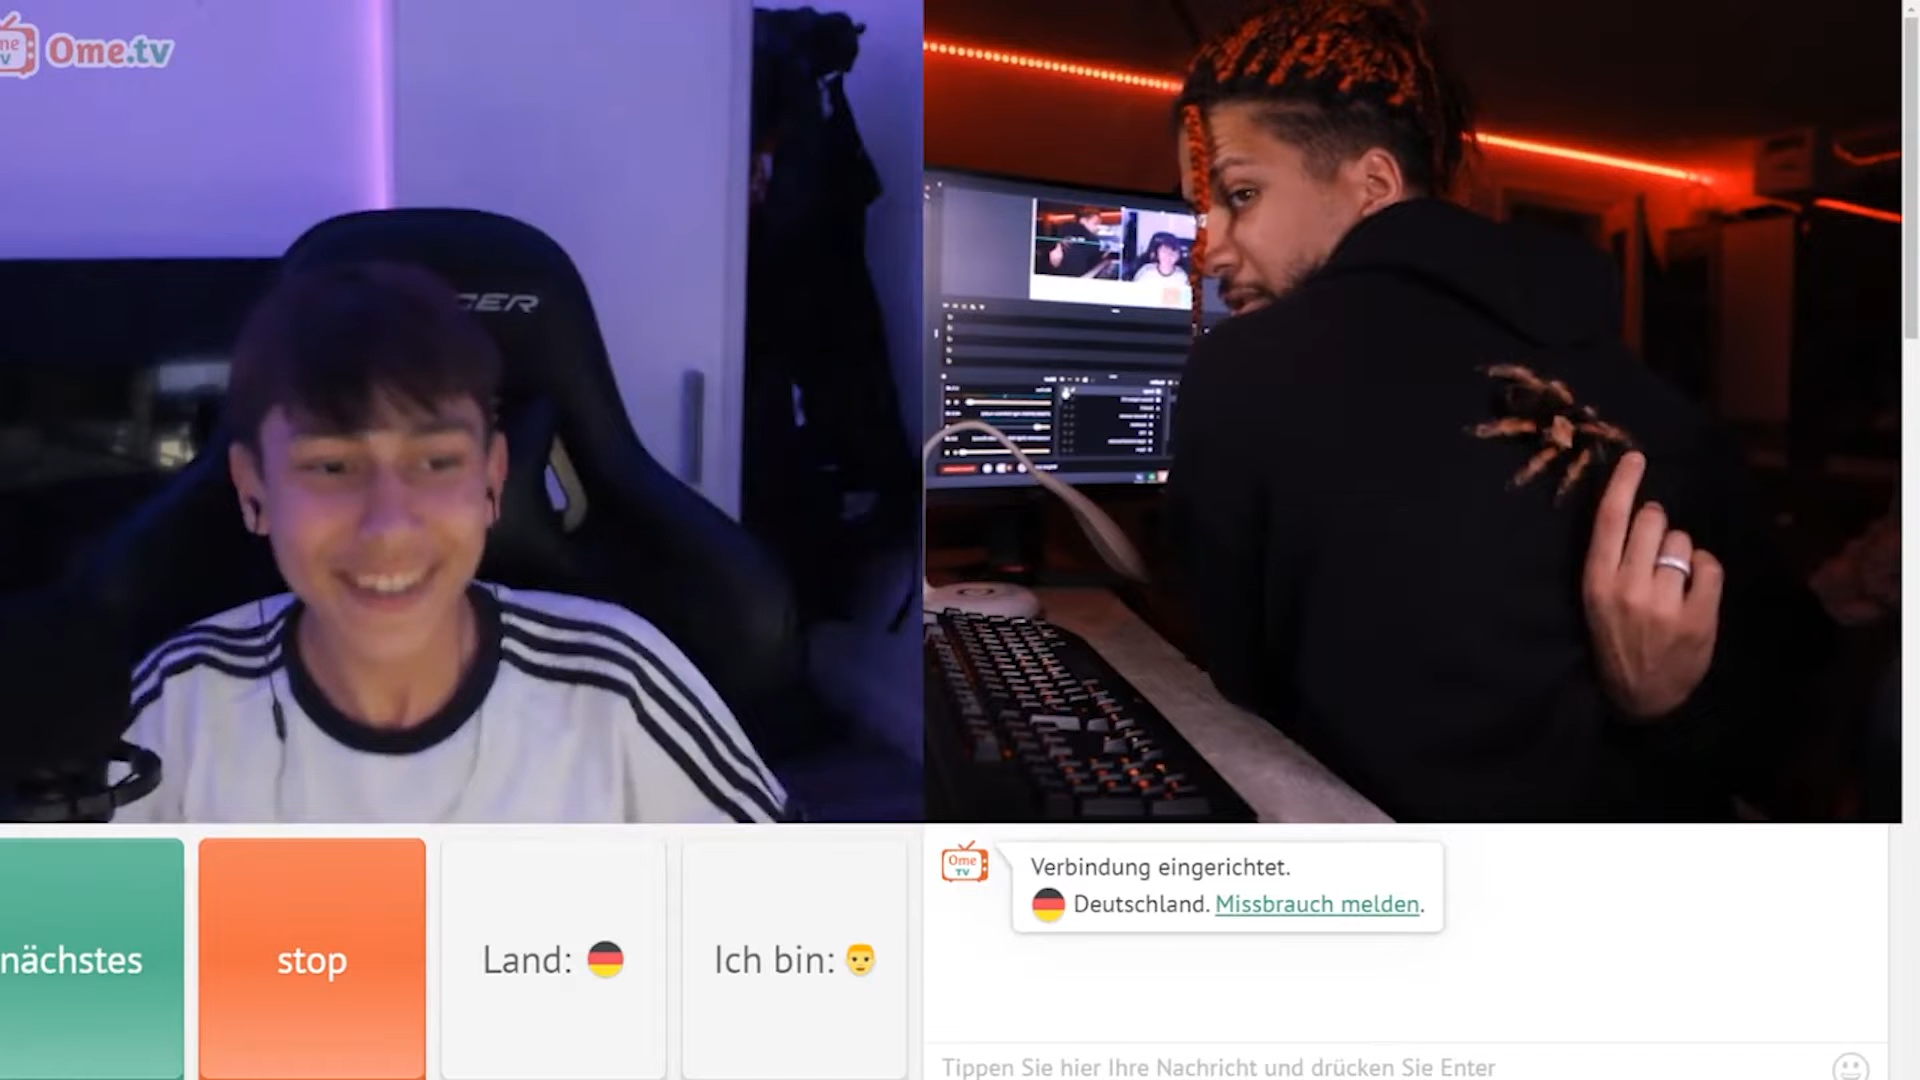 Ome.tv
Ome
TV
Verbindung eingerichtet.
Deutschland. Missbrauch melden.
nächstes
stop
Land:
Ich bin:
Tippen Sie hier Ihre Nachricht und drücken Sie Enter